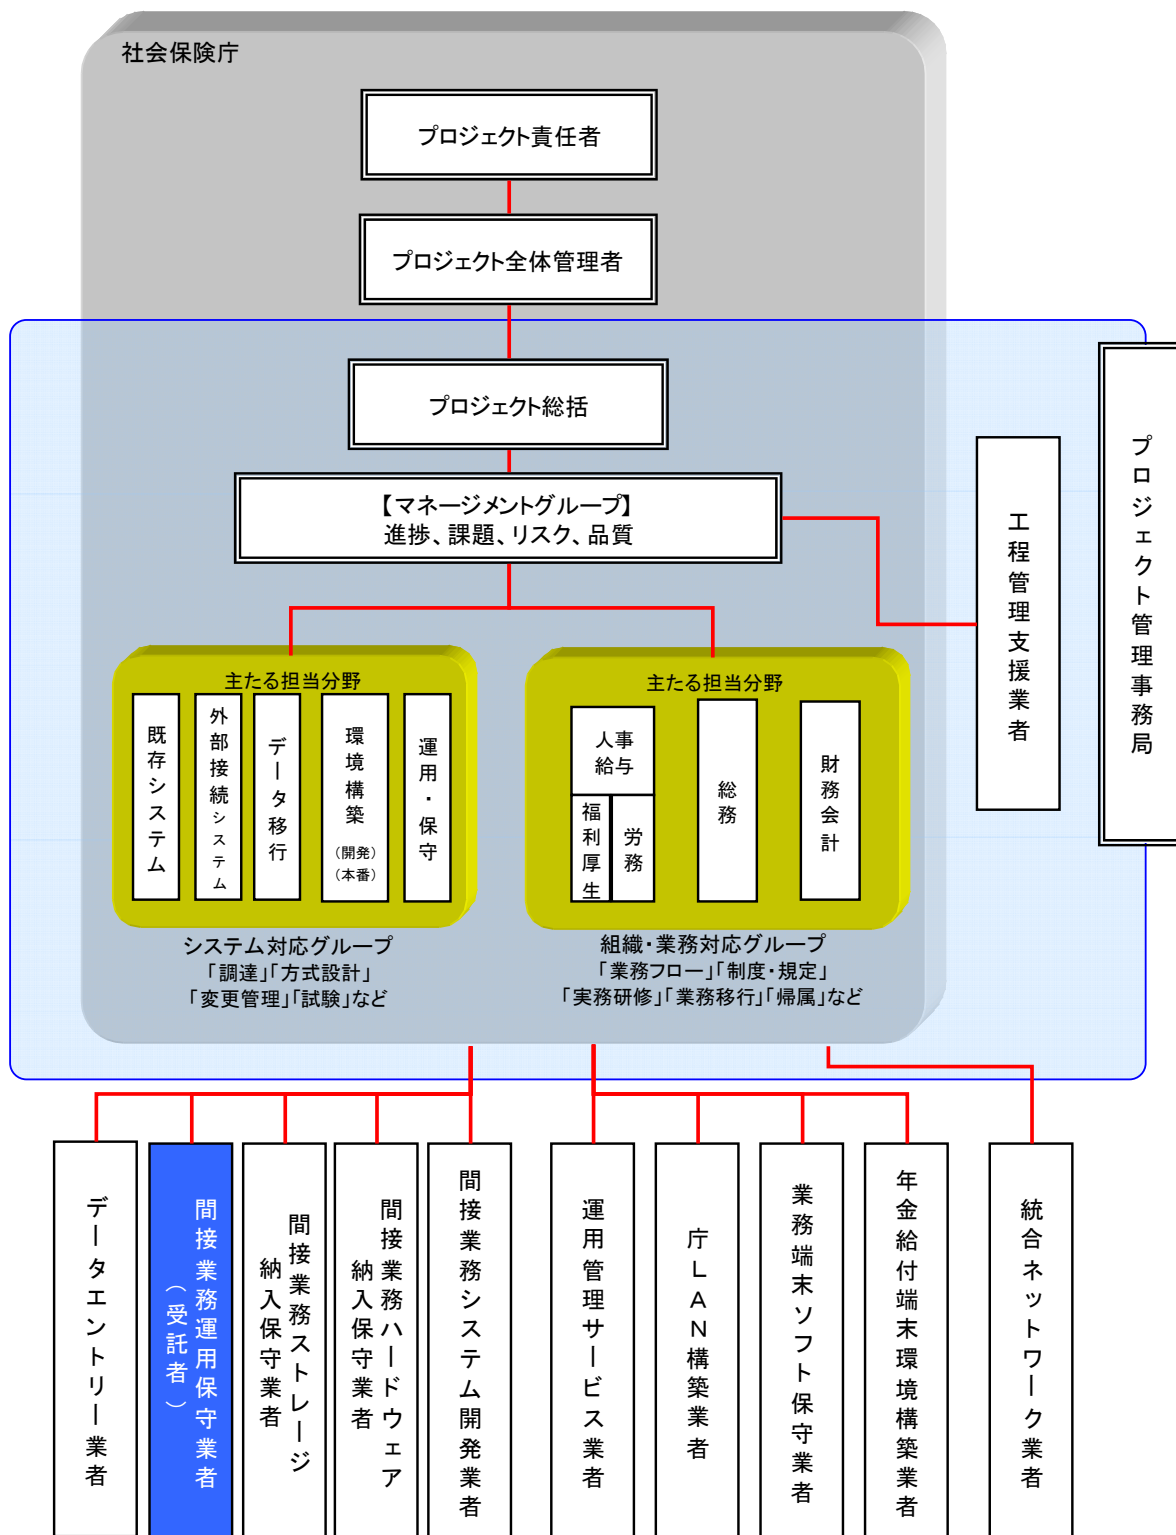 社会保険庁
プロジェクト責任者
プロジェクト全体管理者
プロジェクト総括
【マネージメントグループ】
進捗、課題、リスク、品質
工程管理支援業者
プロジェクト管理事務局
主たる担当分野
既存システム
外部接続システム
データ移行
環境構築
（開発）
（本番）
運用・保守
システム対応グループ
「調達」「方式設計」
「変更管理」「試験」など
主たる担当分野
人事
給与
福利厚生
労務
総務
財務会計
組織・業務対応グループ
「業務フロー」「制度・規定」
「実務研修」「業務移行」「帰属」など
データエントリー業者
間接業務運用保守業者
（受託者）
間接業務ストレージ
納入保守業者
間接業務ハードウェア
納入保守業者
間接業務システム開発業者
運用管理サービス業者
庁ＬＡＮ構築業者
業務端末ソフト保守業者
年金給付端末環境構築業者
統合ネットワーク業者